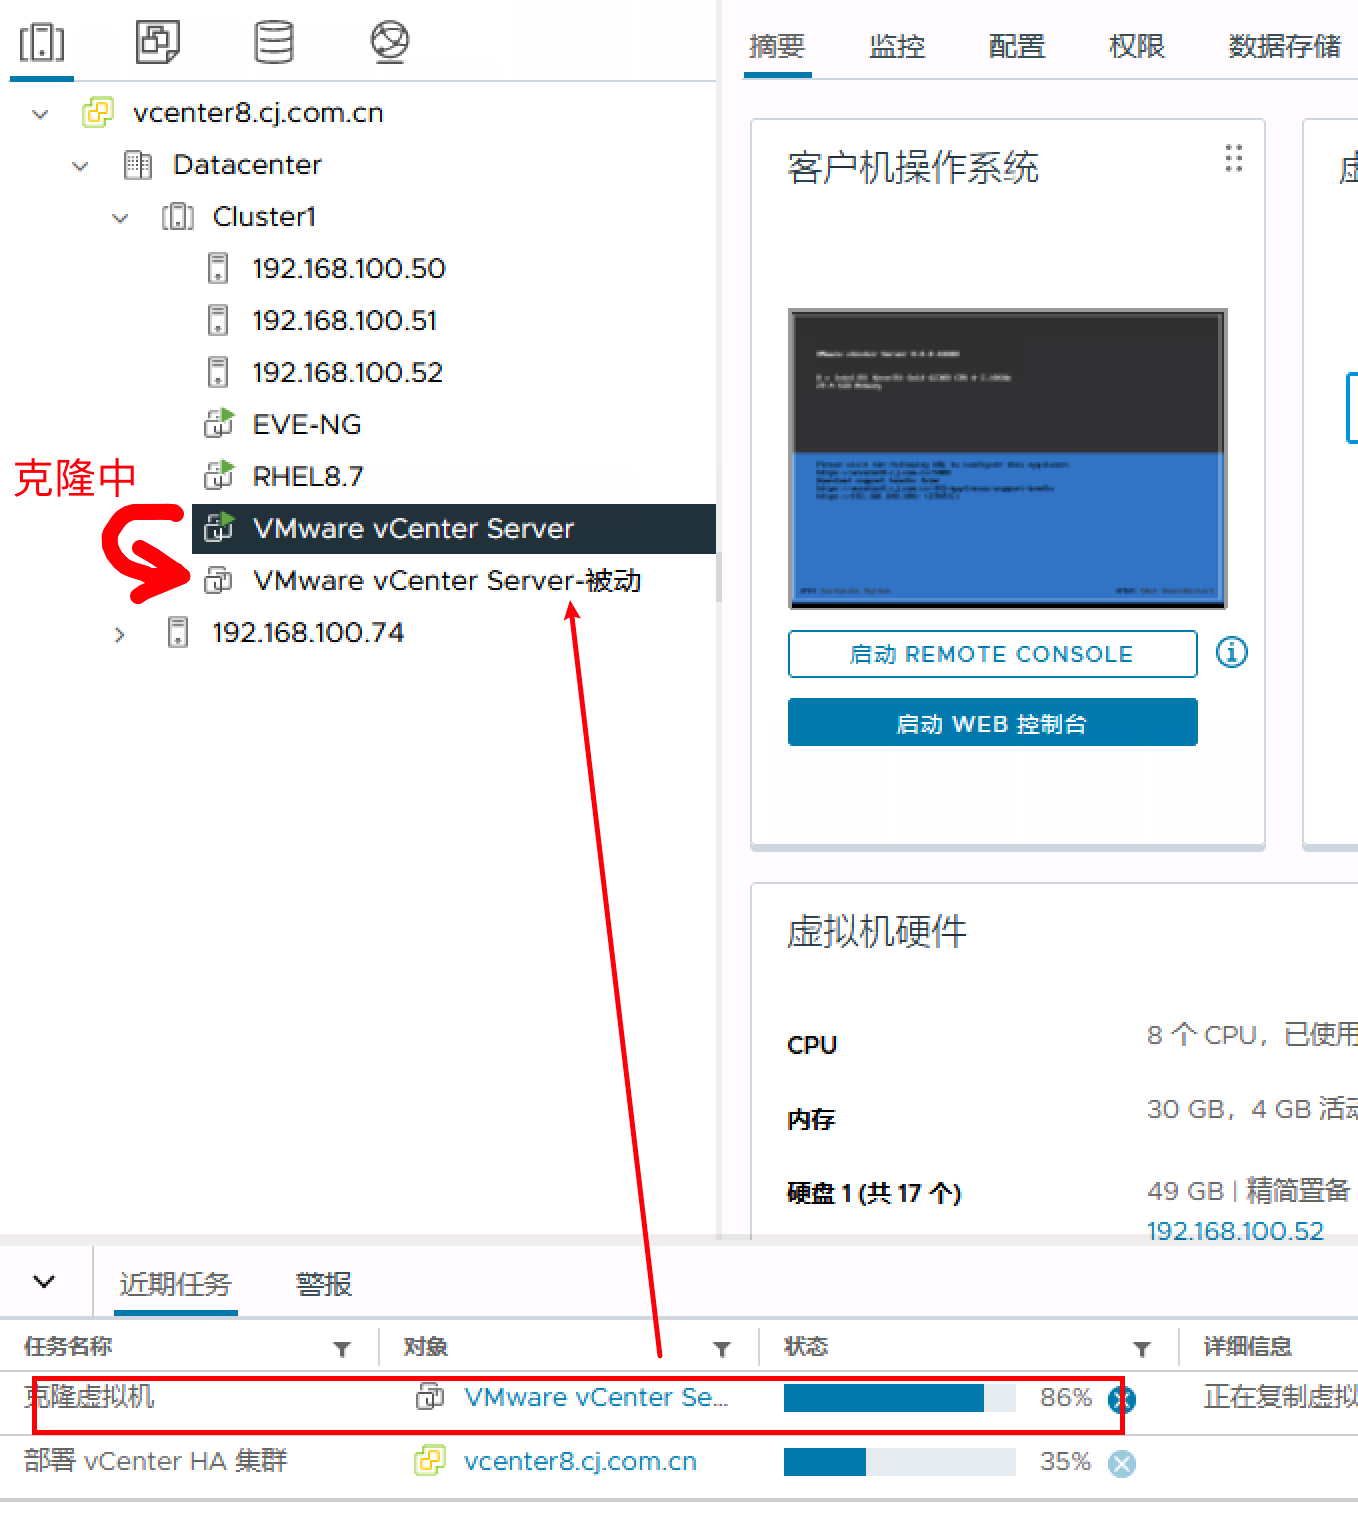 vcenter8.cj.com.cn
Datacenter
Cluster1
192.168.100.50
192.168.100.51
192.168.100.52
EVE-NG
RHEL8.7
克隆中
VMware vCenter Server
VMware vCenter Server-被动
192.168.100.74
摘要 监控 配置 权限 数据存储
客户机操作系统
启动 REMOTE CONSOLE
启动 WEB 控制台
虚拟机硬件
CPU 8 个 CPU，已使用
内存 30 GB，4 GB 活动
硬盘 1 (共 17 个) 49 GB | 精简置备
192.168.100.52
近期任务 警报
任务名称 对象 状态 详细信息
克隆虚拟机 VMware vCenter Se... 86% 正在复制虚拟
部署 vCenter HA 集群 vcenter8.cj.com.cn 35%